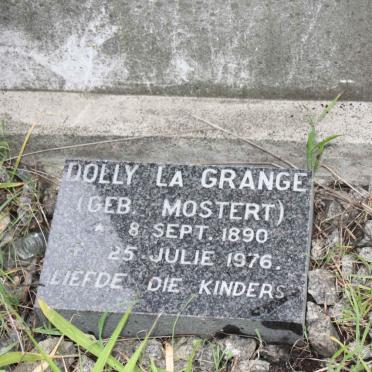 DOLLY LA GRANGE
(GEB. MOSTERT)
* 8 SEPT. 1890
† 25 JULIE 1976.
LIEFDE DIE KINDERS